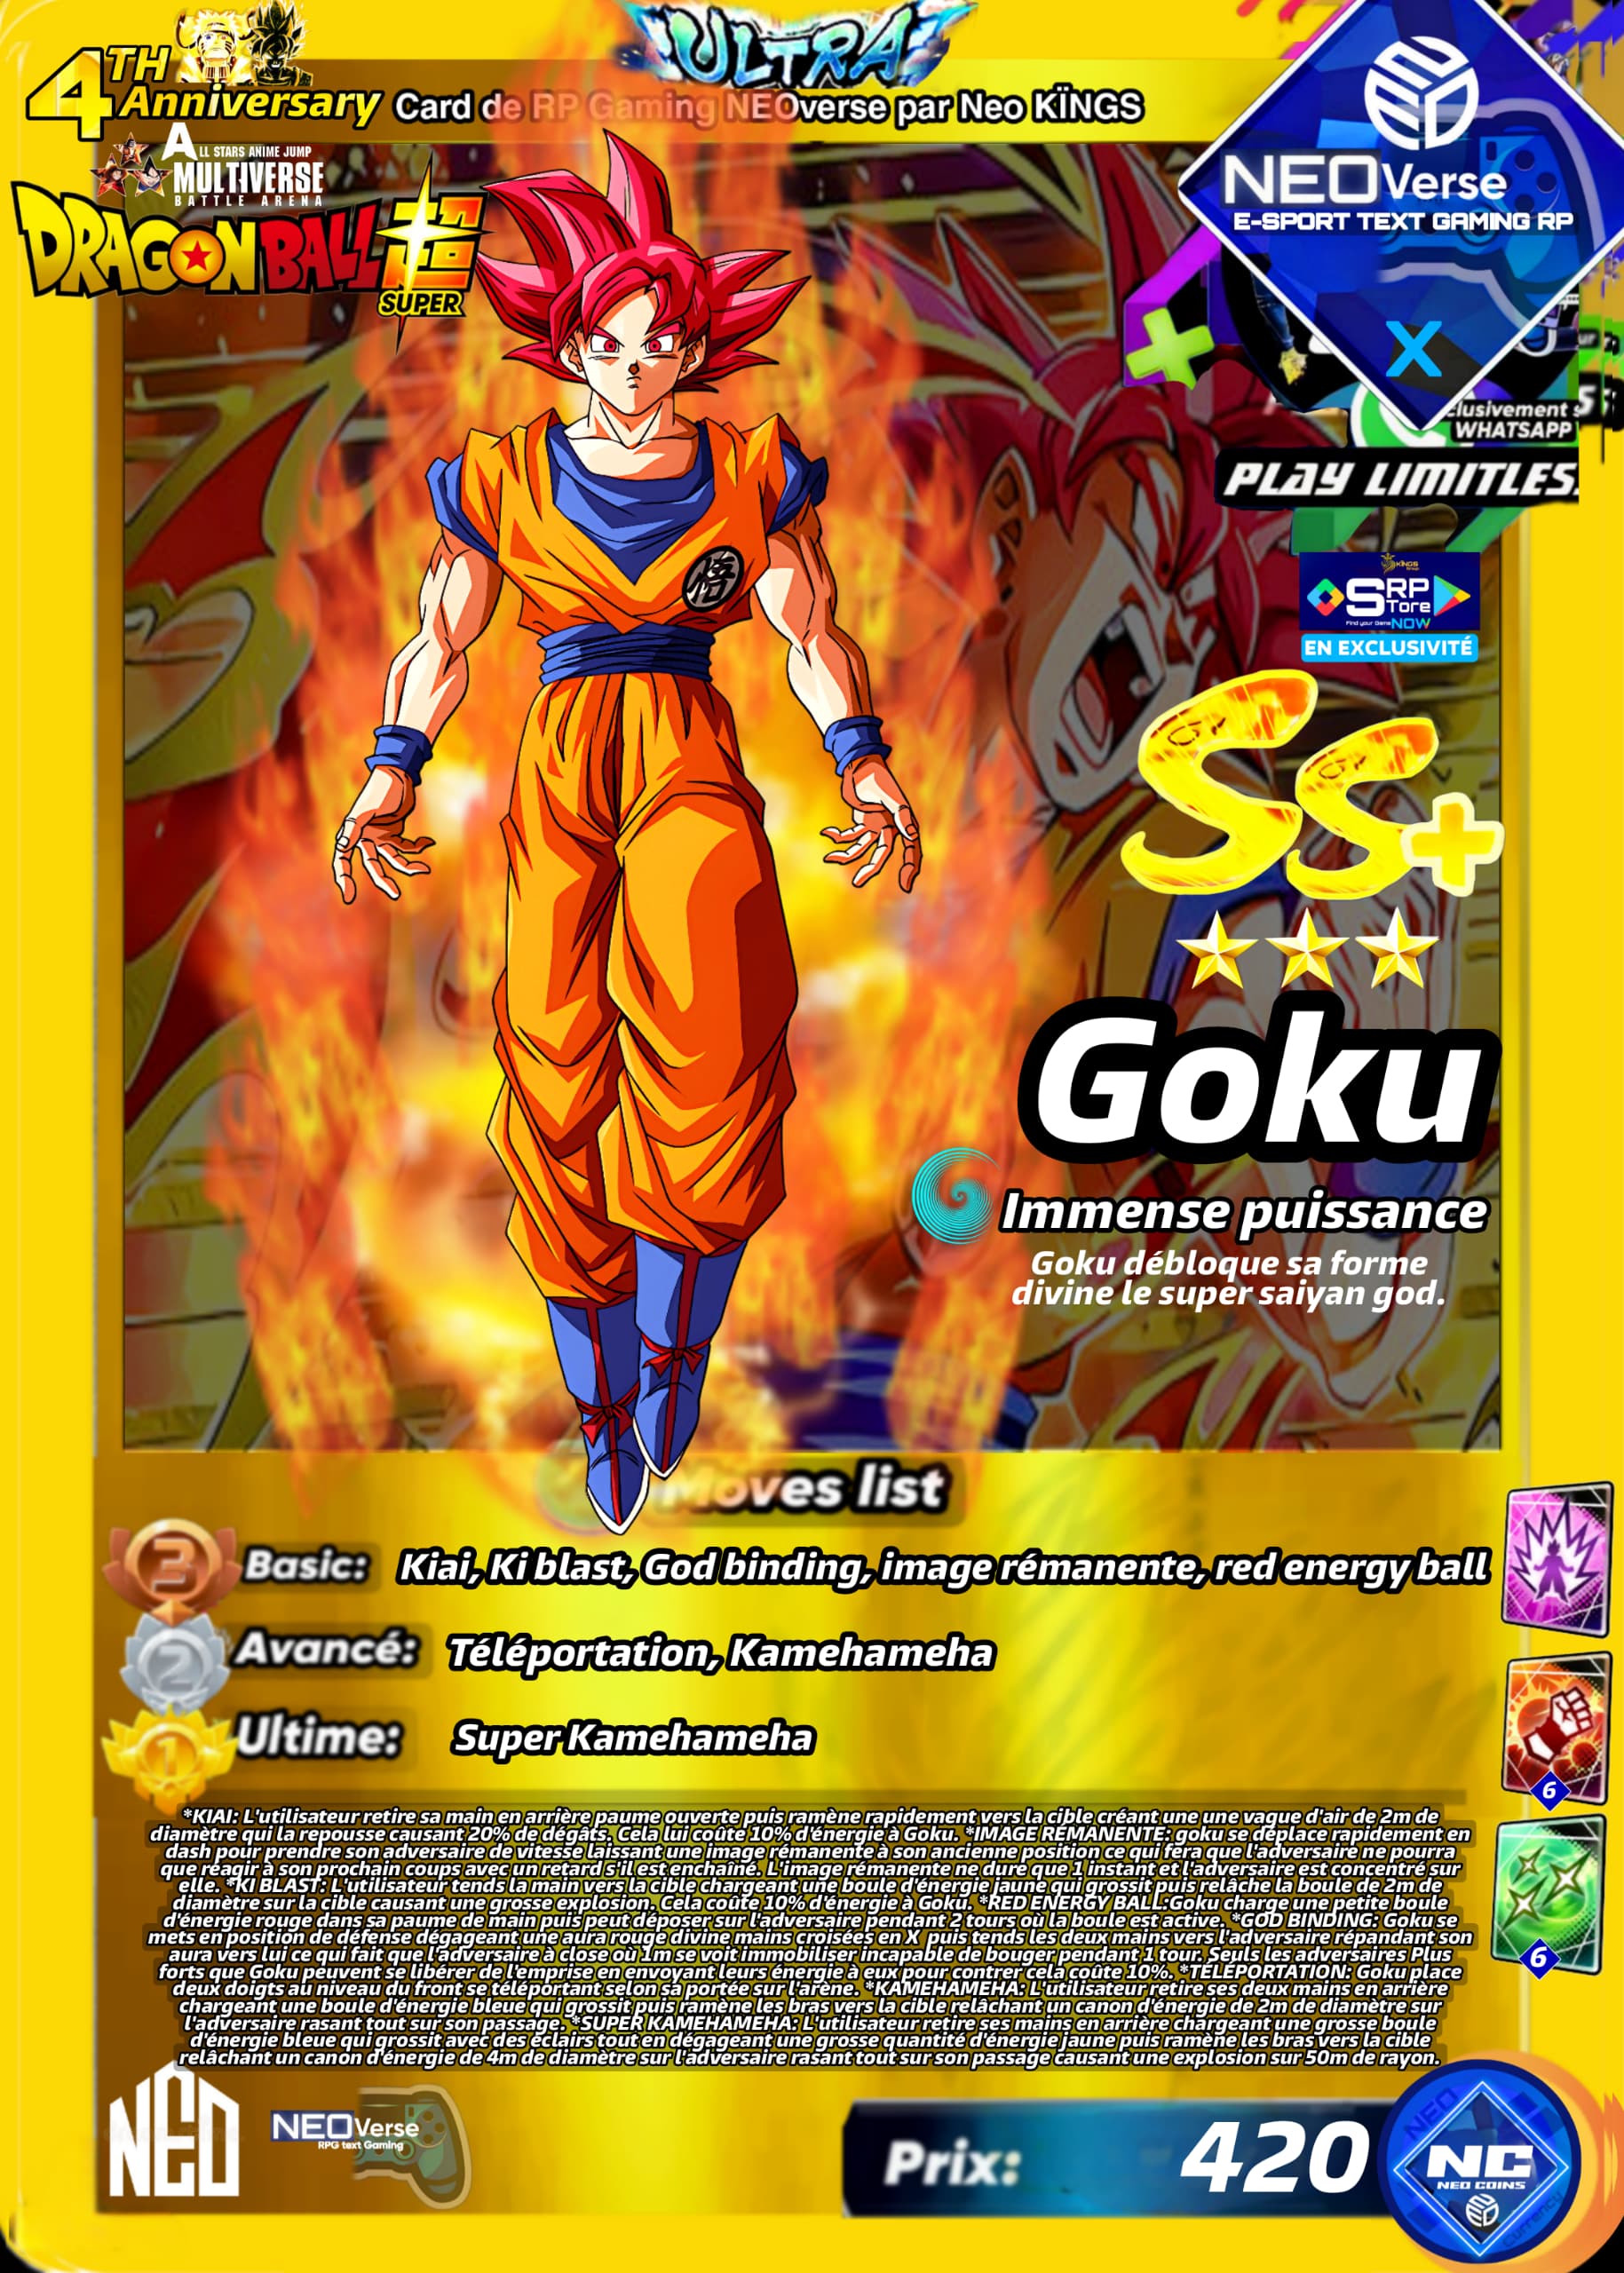 ULTRA
4TH
Anniversary
Card de RP Gaming NEOverse par Neo KÏNGS
ALL STARS ANIME JUMP
MULTIVERSE
BATTLE ARENA
DRAGON BALL 超
SUPER
NEOVerse
E-SPORT TEXT GAMING RP
X
WHATSAPP
PLAY LIMITLES
KINGS
SRP
Store
Find your Game NOW
EN EXCLUSIVITÉ
悟
SS+
Goku
Immense puissance
Goku débloque sa forme
divine le super saiyan god.
Moves list
3 Basic: Kiai, Ki blast, God binding, image rémanente, red energy ball
2 Avancé: Téléportation, Kamehameha
1 Ultime: Super Kamehameha
6
6
*KIAI: L'utilisateur retire sa main en arrière paume ouverte puis ramène rapidement vers la cible créant une une vague d'air de 2m de
diamètre qui la repousse causant 20% de dégâts. Cela lui coûte 10% d'énergie à Goku. *IMAGE RÉMANENTE: goku se déplace rapidement en
dash pour prendre son adversaire de vitesse laissant une image rémanente à son ancienne position ce qui fera que l'adversaire ne pourra
que réagir à son prochain coups avec un retard s'il est enchaîné. L'image rémanente ne dure que 1 instant et l'adversaire est concentré sur
elle. *KI BLAST: L'utilisateur tends la main vers la cible chargeant une boule d'énergie jaune qui grossit puis relâche la boule de 2m de
diamètre sur la cible causant une grosse explosion. Cela coûte 10% d'énergie à Goku. *RED ENERGY BALL:Goku charge une petite boule
d'énergie rouge dans sa paume de main puis peut déposer sur l'adversaire pendant 2 tours où la boule est active. *GOD BINDING: Goku se
mets en position de défense dégageant une aura rouge divine mains croisées en X puis tends les deux mains vers l'adversaire répandant son
aura vers lui ce qui fait que l'adversaire à close où 1m se voit immobiliser incapable de bouger pendant 1 tour. Seuls les adversaires Plus
forts que Goku peuvent se libérer de l'emprise en envoyant leurs énergie à eux pour contrer cela coûte 10%. *TÉLÉPORTATION: Goku place
deux doigts au niveau du front se téléportant selon sa portée sur l'arène. *KAMEHAMEHA: L'utilisateur retire ses deux mains en arrière
chargeant une boule d'énergie bleue qui grossit puis ramène les bras vers la cible relâchant un canon d'énergie de 2m de diamètre sur
l'adversaire rasant tout sur son passage. *SUPER KAMEHAMEHA: L'utilisateur retire ses mains en arrière chargeant une grosse boule
d'énergie bleue qui grossit avec des éclairs tout en dégageant une grosse quantité d'énergie jaune puis ramène les bras vers la cible
relâchant un canon d'énergie de 4m de diamètre sur l'adversaire rasant tout sur son passage causant une explosion sur 50m de rayon.
NEO
NEOVerse
RPG text Gaming
Prix: 420
NC
NEO COINS
Currency